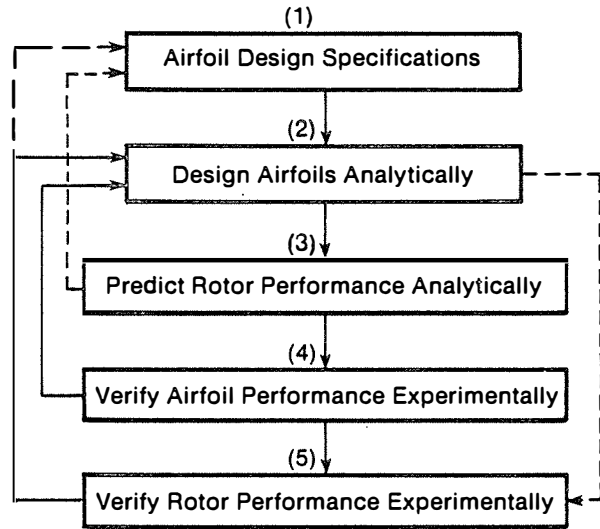 (1)
Airfoil Design Specifications
(2)
Design Airfoils Analytically
(3)
Predict Rotor Performance Analytically
(4)
Verify Airfoil Performance Experimentally
(5)
Verify Rotor Performance Experimentally